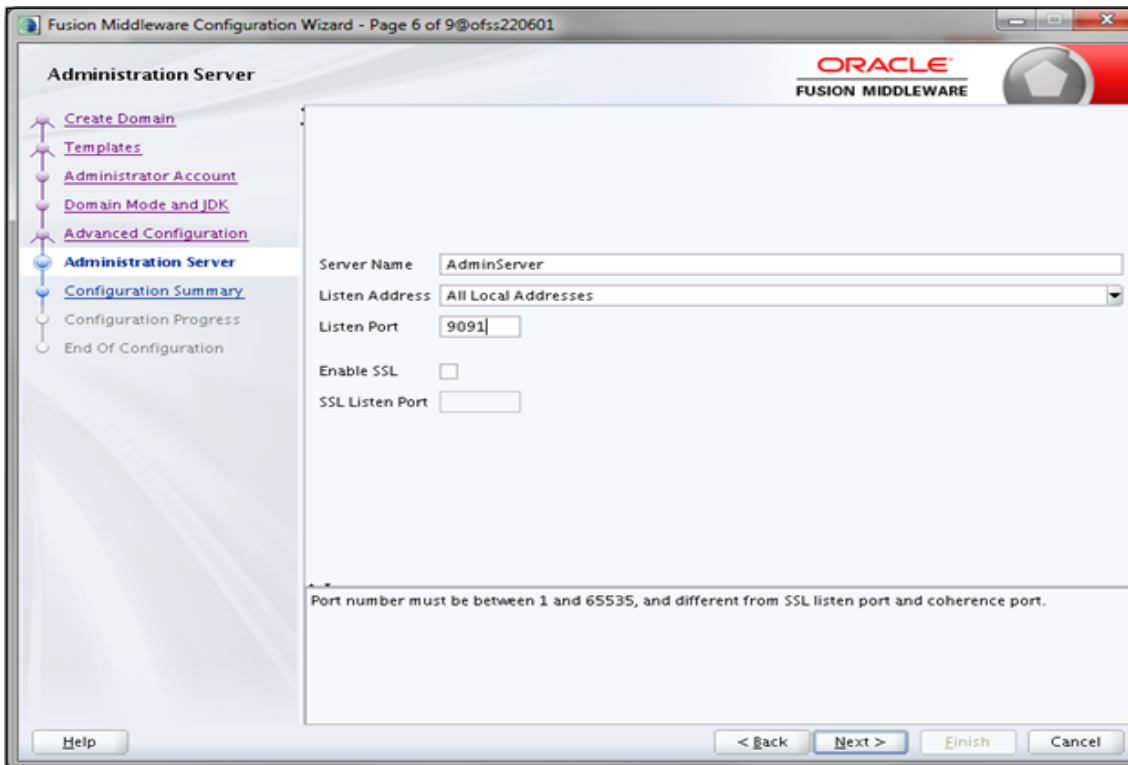 Fusion Middleware Configuration Wizard - Page 6 of 9@ofss220601
Administration Server
ORACLE
FUSION MIDDLEWARE
Create Domain
Templates
Administrator Account
Domain Mode and JDK
Advanced Configuration
Administration Server
Configuration Summary
Configuration Progress
End Of Configuration
Server Name AdminServer
Listen Address All Local Addresses
Listen Port 9091
Enable SSL
SSL Listen Port
Port number must be between 1 and 65535, and different from SSL listen port and coherence port.
Help < Back Next > Finish Cancel